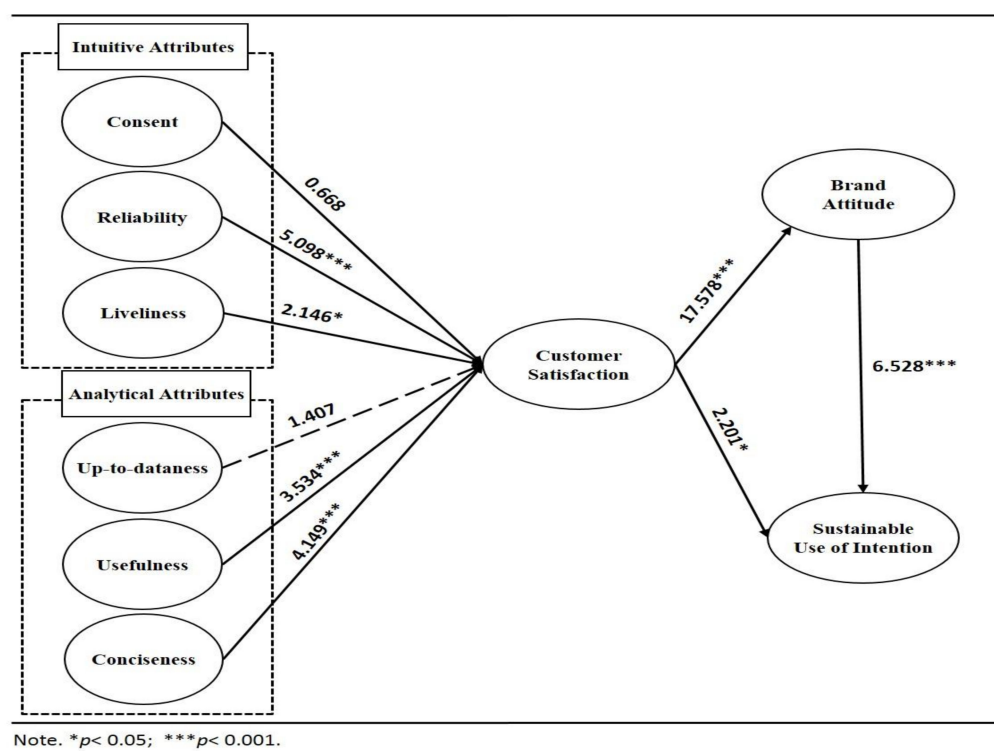 Intuitive Attributes
Consent
Reliability
Liveliness
0.668
5.098***
2.146*
Analytical Attributes
Up-to-dataness
Usefulness
Conciseness
1.407
3.534***
4.149***
Customer
Satisfaction
17.578***
2.201*
Brand
Attitude
6.528***
Sustainable
Use of Intention
Note. *p< 0.05; ***p< 0.001.